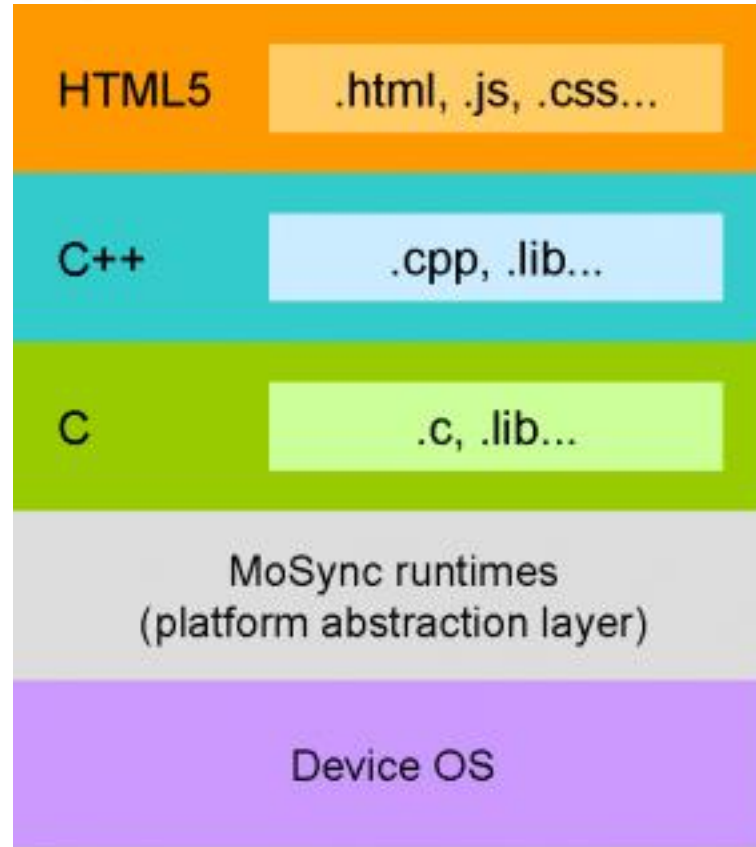 HTML5 .html, .js, .css...
C++ .cpp, .lib...
C .c, .lib...
MoSync runtimes
(platform abstraction layer)
Device OS